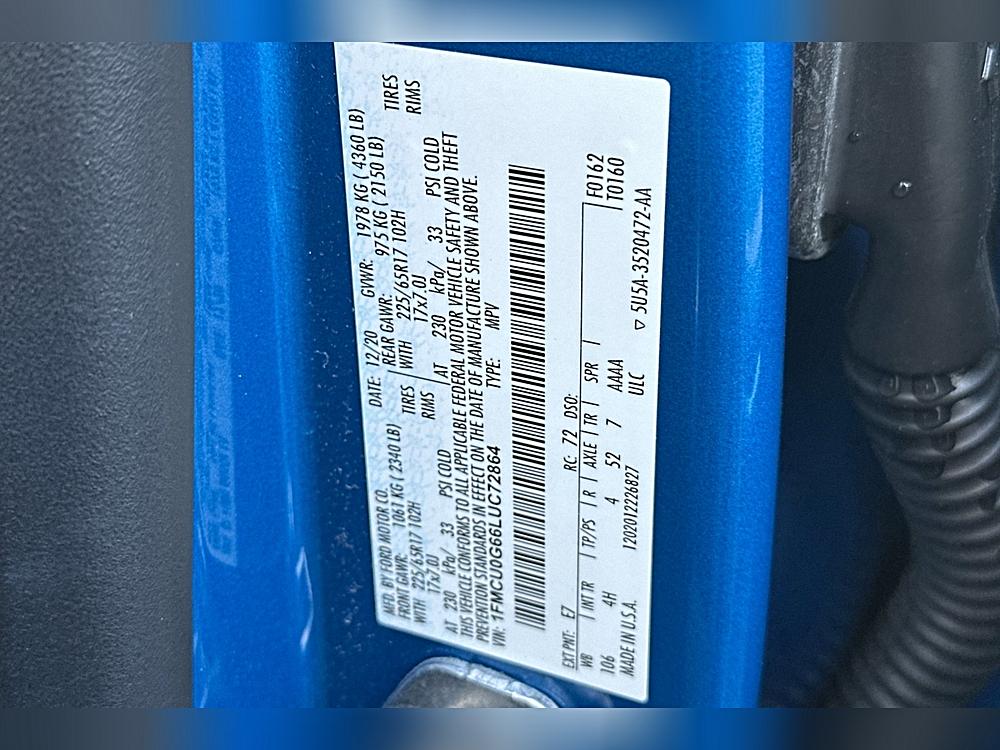 MFD. BY FORD MOTOR CO.
DATE: 12/20 GVWR: 1978 KG ( 4360 LB)
FRONT GAWR: 1061 KG ( 2340 LB) REAR GAWR: 975 KG ( 2150 LB)
WITH 225/65R17 102H TIRES WITH 225/65R17 102H TIRES
17x7.0J RIMS 17x7.0J RIMS
AT 230 kPa/ 33 PSI COLD AT 230 kPa/ 33 PSI COLD
THIS VEHICLE CONFORMS TO ALL APPLICABLE FEDERAL MOTOR VEHICLE SAFETY AND THEFT
PREVENTION STANDARDS IN EFFECT ON THE DATE OF MANUFACTURE SHOWN ABOVE.
VIN: 1FMCU0G66LUC72864 TYPE: MPV
EXT PNT: E7 RC: 72 DSO: F0162
WB INT TR TP/PS R AXLE TR SPR T0160
106 4H 4 52 7 AAAA
MADE IN U.S.A. 1202012226827 ULC ▽ 5U5A-3520472-AA